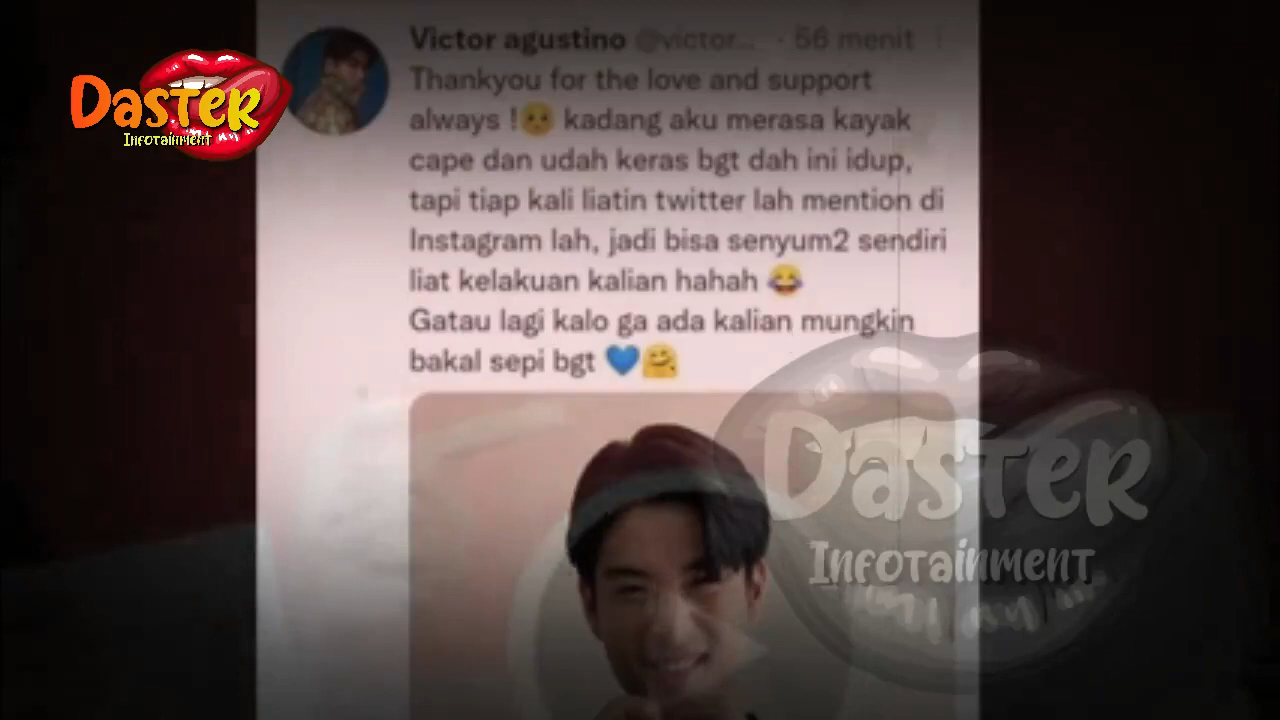 Daster
Infotainment
Victor agustino @victor... · 56 menit
Thankyou for the love and support
always !🥺 kadang aku merasa kayak
cape dan udah keras bgt dah ini idup,
tapi tiap kali liatin twitter lah mention di
Instagram lah, jadi bisa senyum2 sendiri
liat kelakuan kalian hahah 😂
Gatau lagi kalo ga ada kalian mungkin
bakal sepi bgt 💙🤗
Daster
Infotainment